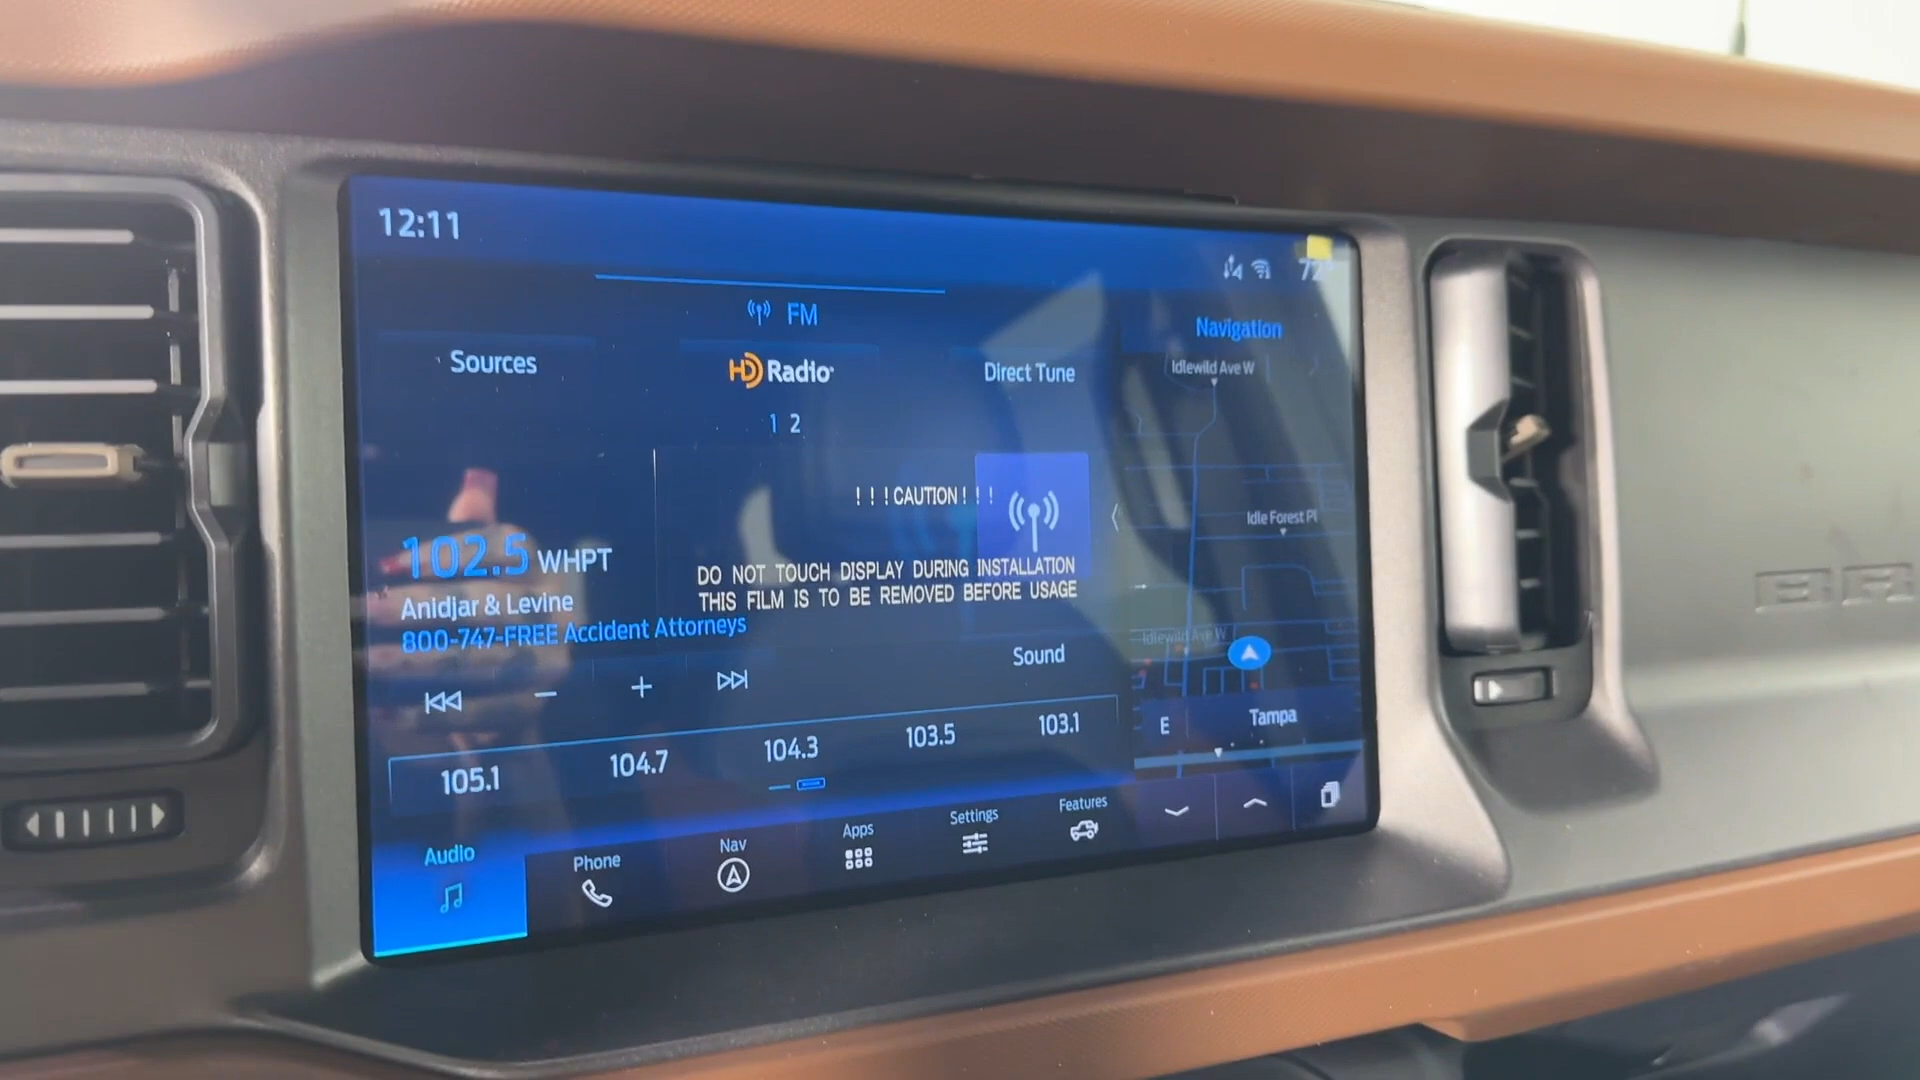 12:11
72°
FM
Navigation
Sources
HD Radio
Direct Tune
Idlewild Ave W
1 2
! ! ! CAUTION ! ! !
Idle Forest Pl
102.5 WHPT
DO NOT TOUCH DISPLAY DURING INSTALLATION
THIS FILM IS TO BE REMOVED BEFORE USAGE
Anidjar & Levine
800-747-FREE Accident Attorneys
Idlewild Ave W
Sound
E
Tampa
105.1
104.7
104.3
103.5
103.1
Audio
Phone
Nav
Apps
Settings
Features